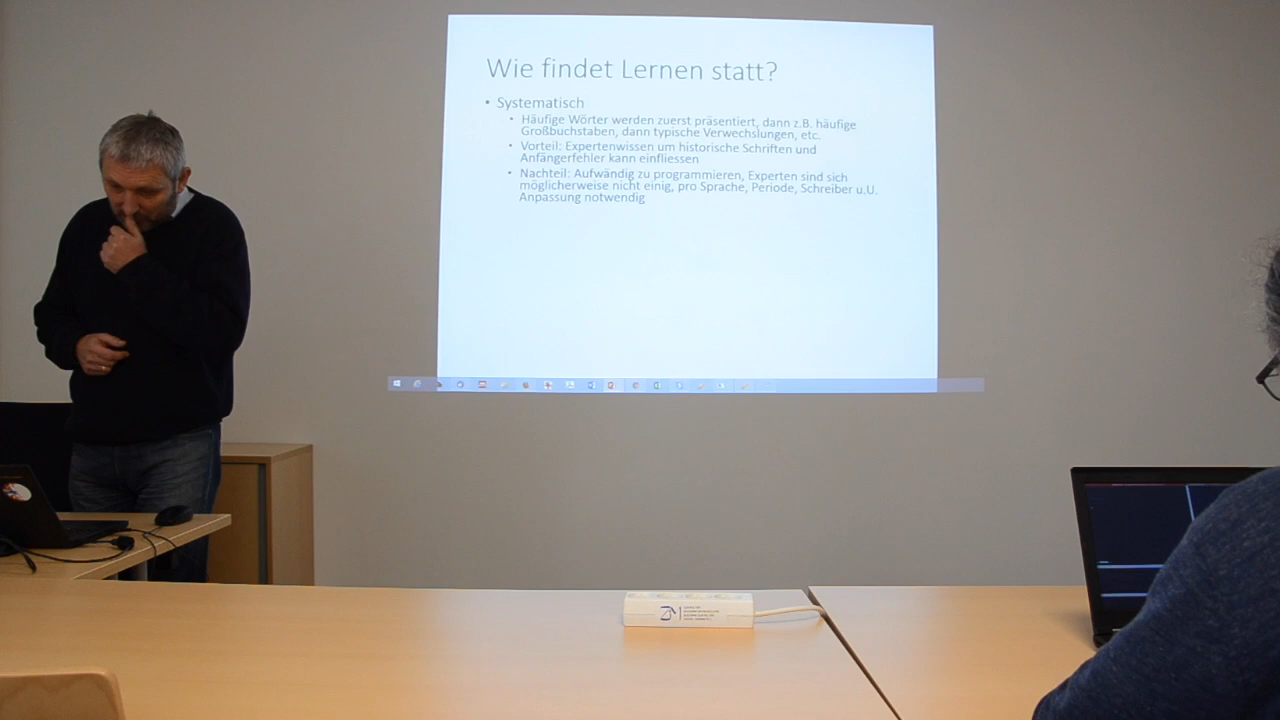 Wie findet Lernen statt?
• Systematisch
• Häufige Wörter werden zuerst präsentiert, dann z.B. häufige
Großbuchstaben, dann typische Verwechslungen, etc.
• Vorteil: Expertenwissen um historische Schriften und
Anfängerfehler kann einfliessen
• Nachteil: Aufwändig zu programmieren, Experten sind sich
möglicherweise nicht einig, pro Sprache, Periode, Schreiber u.U.
Anpassung notwendig